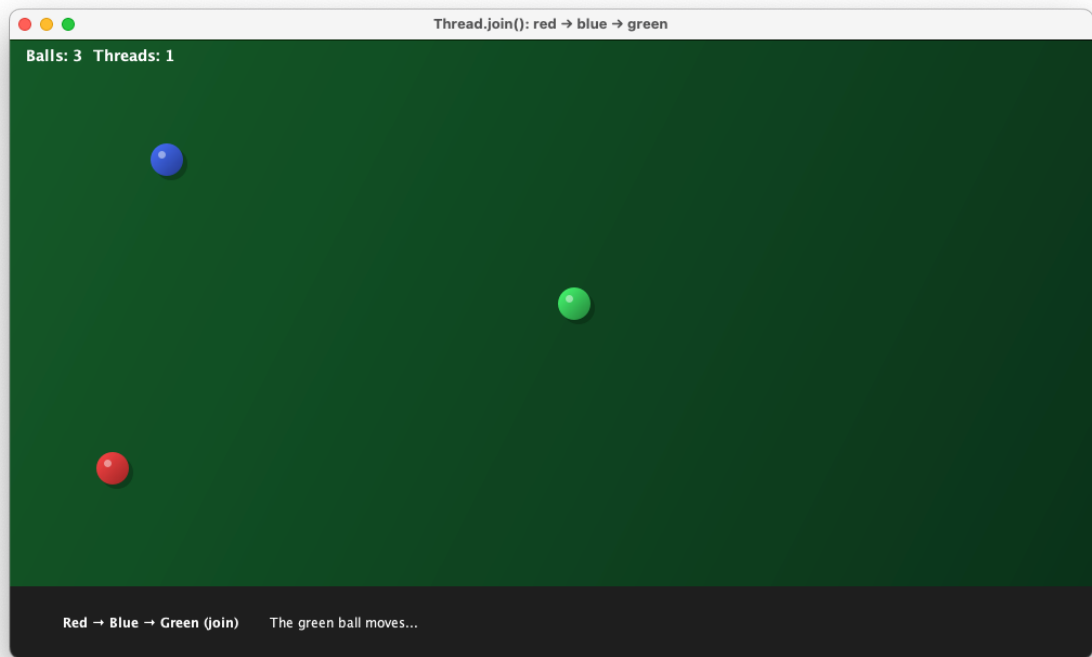 Thread.join(): red → blue → green
Balls: 3 Threads: 1
Red → Blue → Green (join) The green ball moves...